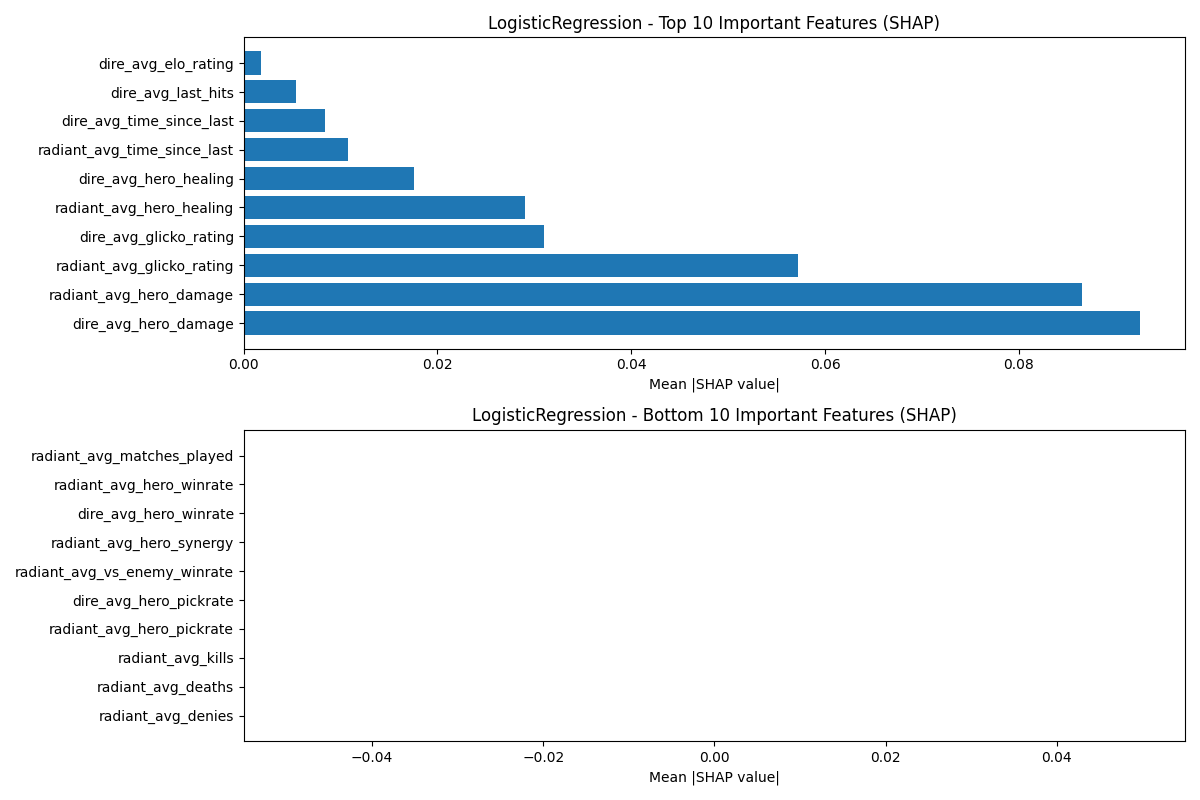 LogisticRegression - Top 10 Important Features (SHAP)
dire_avg_elo_rating
dire_avg_last_hits
dire_avg_time_since_last
radiant_avg_time_since_last
dire_avg_hero_healing
radiant_avg_hero_healing
dire_avg_glicko_rating
radiant_avg_glicko_rating
radiant_avg_hero_damage
dire_avg_hero_damage
0.00 0.02 0.04 0.06 0.08
Mean |SHAP value|
LogisticRegression - Bottom 10 Important Features (SHAP)
radiant_avg_matches_played
radiant_avg_hero_winrate
dire_avg_hero_winrate
radiant_avg_hero_synergy
radiant_avg_vs_enemy_winrate
dire_avg_hero_pickrate
radiant_avg_hero_pickrate
radiant_avg_kills
radiant_avg_deaths
radiant_avg_denies
−0.04 −0.02 0.00 0.02 0.04
Mean |SHAP value|